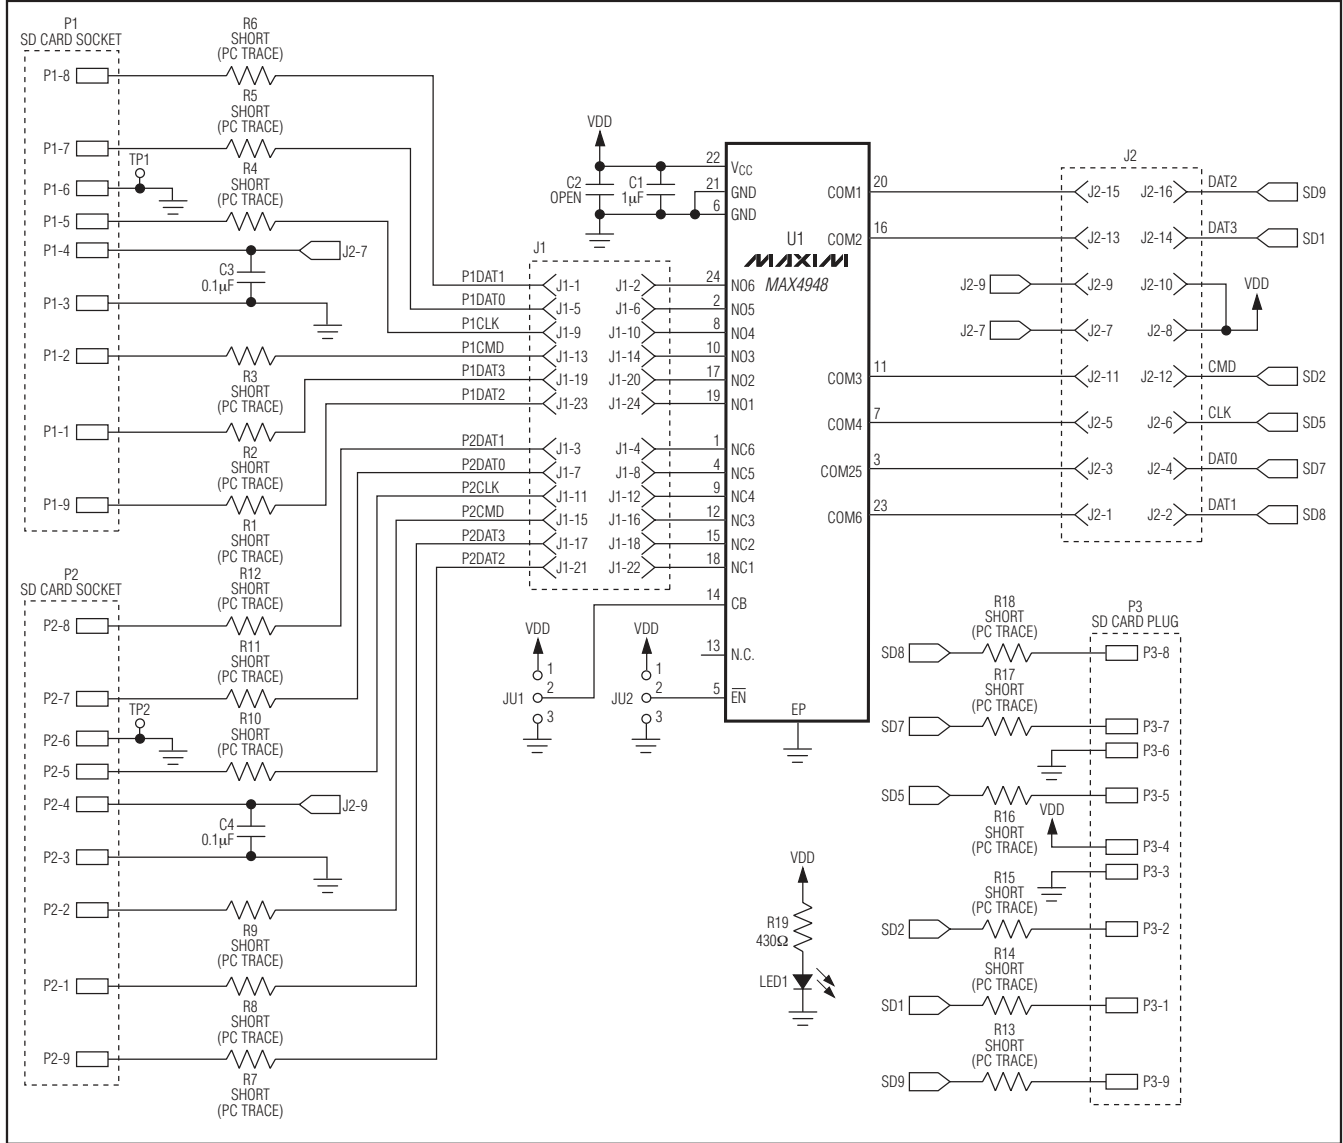 P1
SD CARD SOCKET
P1-8
P1-7
TP1
P1-6
P1-5
P1-4
P1-3
P1-2
P1-1
P1-9
R6
SHORT
(PC TRACE)
R5
SHORT
(PC TRACE)
R4
SHORT
(PC TRACE)
J2-7
C3
0.1µF
R3
SHORT
(PC TRACE)
R2
SHORT
(PC TRACE)
R1
SHORT
(PC TRACE)
P2
SD CARD SOCKET
P2-8
P2-7
TP2
P2-6
P2-5
P2-4
P2-3
P2-2
P2-1
P2-9
R12
SHORT
(PC TRACE)
R11
SHORT
(PC TRACE)
R10
SHORT
(PC TRACE)
J2-9
C4
0.1µF
R9
SHORT
(PC TRACE)
R8
SHORT
(PC TRACE)
R7
SHORT
(PC TRACE)
P1DAT1
P1DAT0
P1CLK
P1CMD
P1DAT3
P1DAT2
P2DAT1
P2DAT0
P2CLK
P2CMD
P2DAT3
P2DAT2
J1
J1-1 J1-2
J1-5 J1-6
J1-9 J1-10
J1-13 J1-14
J1-19 J1-20
J1-23 J1-24
J1-3 J1-4
J1-7 J1-8
J1-11 J1-12
J1-15 J1-16
J1-17 J1-18
J1-21 J1-22
VDD
C2
OPEN
C1
1µF
22 VCC
21 GND
6 GND
U1
MAXIM
MAX4948
24 NO6
2 NO5
8 NO4
10 NO3
17 NO2
19 NO1
1 NC6
4 NC5
9 NC4
12 NC3
15 NC2
18 NC1
14 CB
13 N.C.
5 EN
EP
COM1 20
COM2 16
COM3 11
COM4 7
COM25 3
COM6 23
VDD
JU1
1
2
3
VDD
JU2
1
2
3
J2
J2-15 J2-16 DAT2 SD9
J2-13 J2-14 DAT3 SD1
J2-9 J2-9 J2-10 VDD
J2-7 J2-7 J2-8
J2-11 J2-12 CMD SD2
J2-5 J2-6 CLK SD5
J2-3 J2-4 DAT0 SD7
J2-1 J2-2 DAT1 SD8
VDD
R19
430Ω
LED1
P3
SD CARD PLUG
R18
SHORT
(PC TRACE)
SD8 P3-8
R17
SHORT
(PC TRACE)
SD7 P3-7
P3-6
SD5 P3-5
R16
SHORT
(PC TRACE)
VDD
P3-4
P3-3
R15
SHORT
(PC TRACE)
SD2 P3-2
R14
SHORT
(PC TRACE)
SD1 P3-1
R13
SHORT
(PC TRACE)
SD9 P3-9